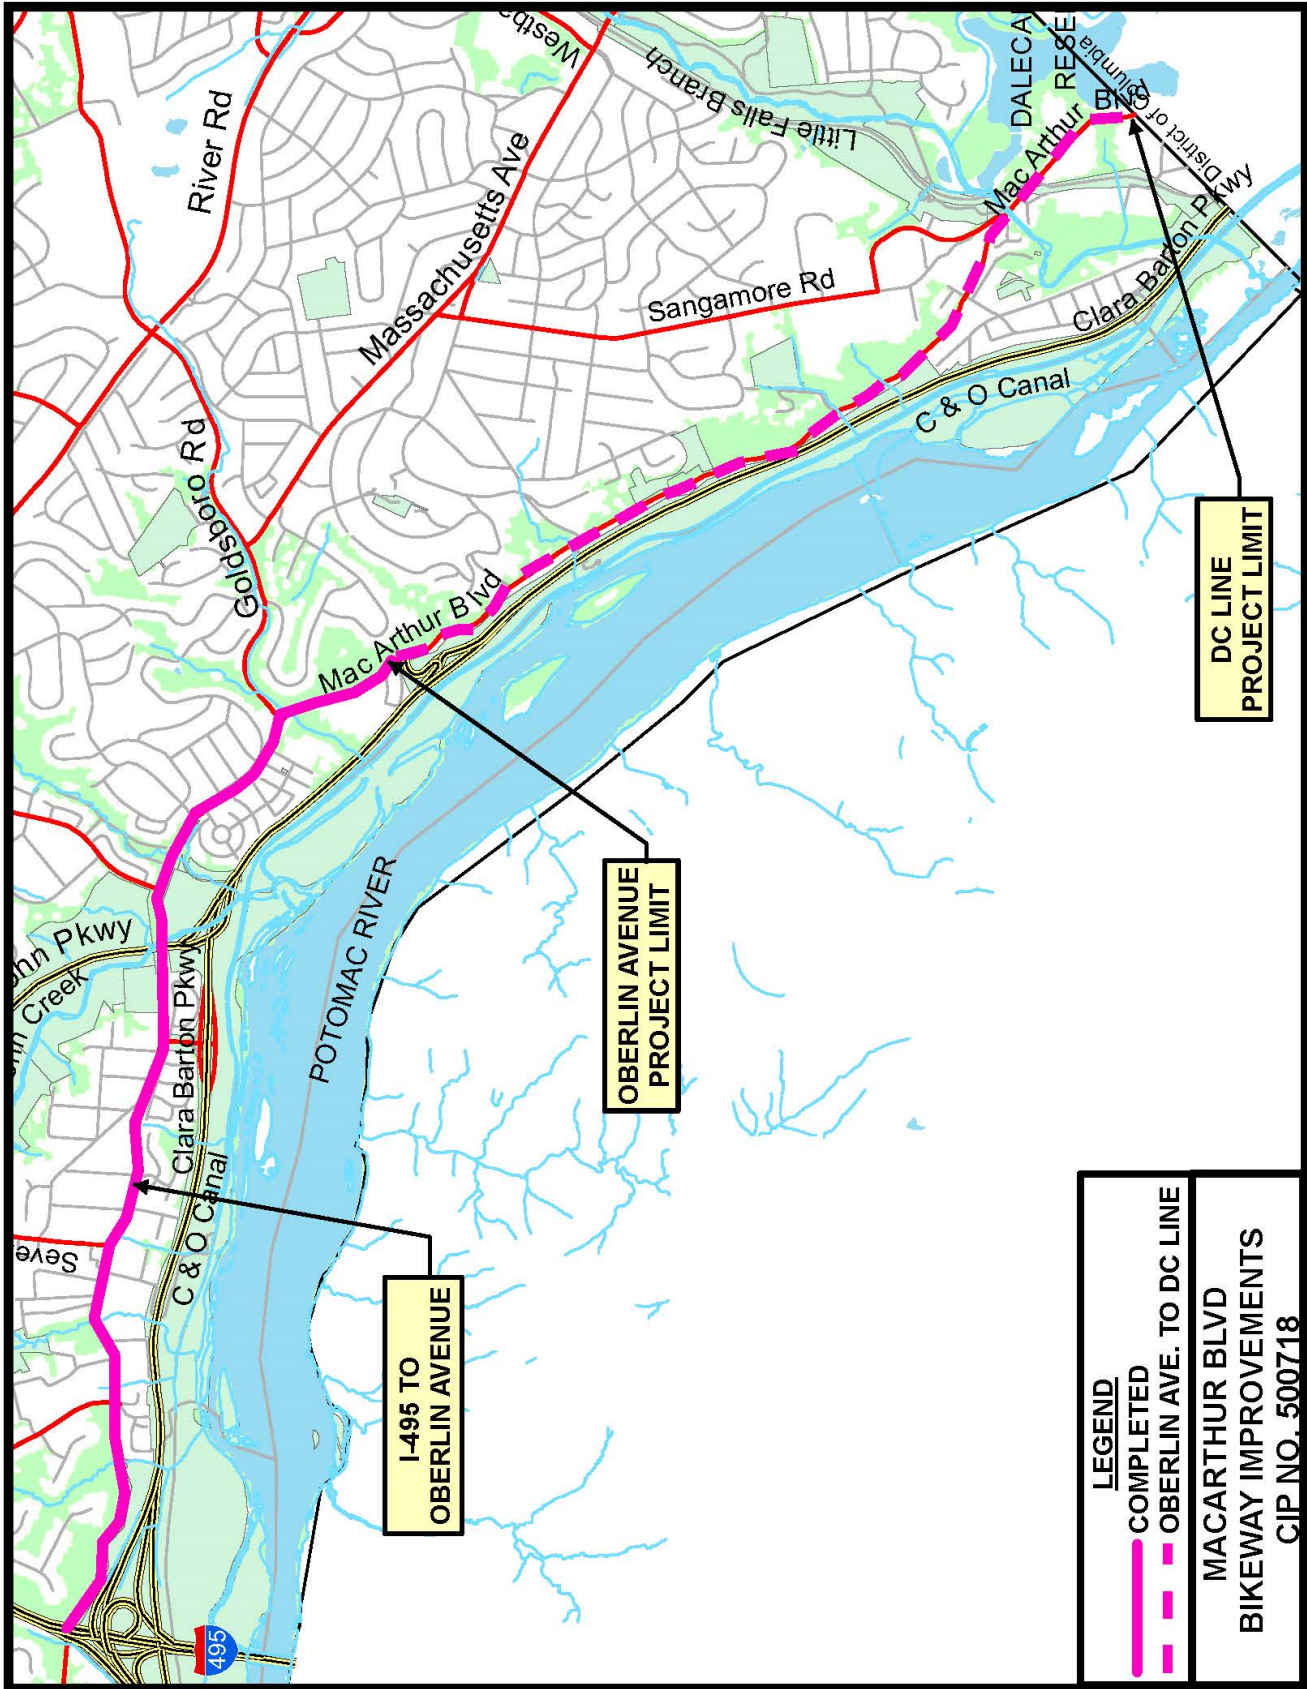 Westba
River Rd
Massachusetts Ave
Little Falls Branch
DALECA
RESE
District of Columbia
Mac Arthur
Blvd
Sangamore Rd
Clara Barton Pkwy
C & O Canal
Goldsboro Rd
Mac Arthur Blvd
ohn Pkwy
Creek
Clara Barton Pkwy
C & O Canal
Seve
POTOMAC RIVER
495
I-495 TO
OBERLIN AVENUE
OBERLIN AVENUE
PROJECT LIMIT
DC LINE
PROJECT LIMIT
LEGEND
COMPLETED
OBERLIN AVE. TO DC LINE
MACARTHUR BLVD
BIKEWAY IMPROVEMENTS
CIP NO. 500718